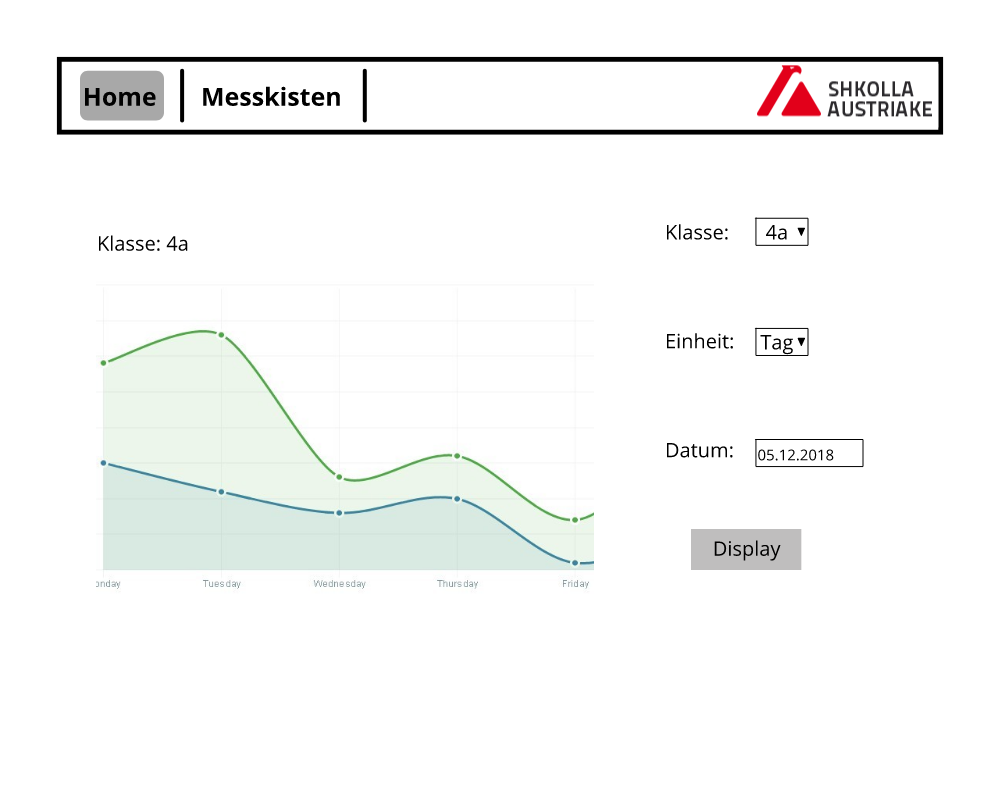 Home
Messkisten
SHKOLLA
AUSTRIAKE
Klasse: 4a
Klasse:
4a
Einheit:
Tag
Datum:
05.12.2018
Display
onday
Tuesday
Wednesday
Thursday
Friday